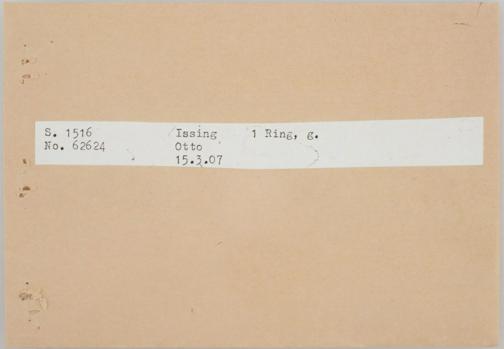 S. 1516 Issing 1 Ring, g.
No. 62624 Otto
15.3.07